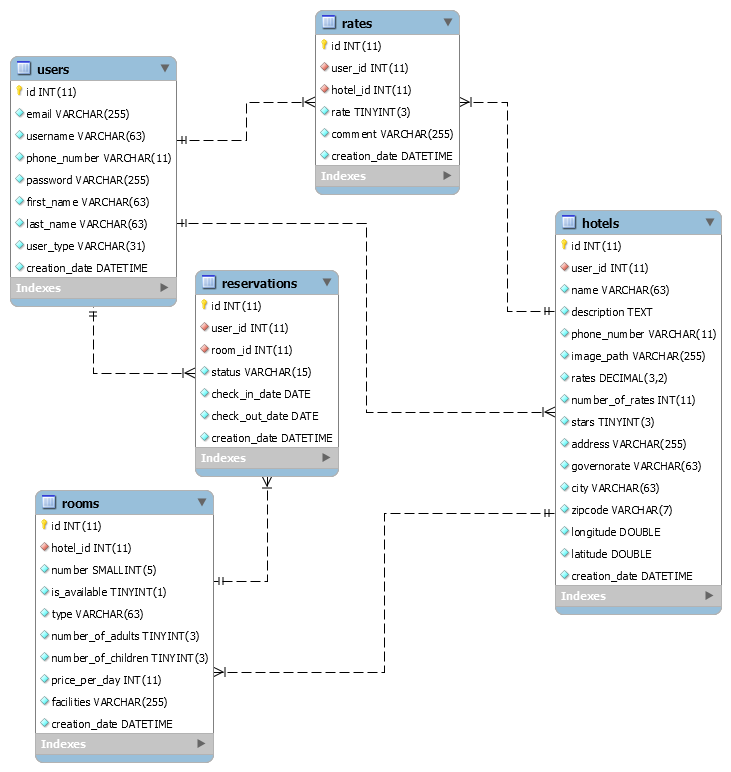 rates
id INT(11)
user_id INT(11)
hotel_id INT(11)
rate TINYINT(3)
comment VARCHAR(255)
creation_date DATETIME
Indexes
users
id INT(11)
email VARCHAR(255)
username VARCHAR(63)
phone_number VARCHAR(11)
password VARCHAR(255)
first_name VARCHAR(63)
last_name VARCHAR(63)
user_type VARCHAR(31)
creation_date DATETIME
Indexes
hotels
id INT(11)
user_id INT(11)
name VARCHAR(63)
description TEXT
phone_number VARCHAR(11)
image_path VARCHAR(255)
rates DECIMAL(3,2)
number_of_rates INT(11)
stars TINYINT(3)
address VARCHAR(255)
governorate VARCHAR(63)
city VARCHAR(63)
zipcode VARCHAR(7)
longitude DOUBLE
latitude DOUBLE
creation_date DATETIME
Indexes
reservations
id INT(11)
user_id INT(11)
room_id INT(11)
status VARCHAR(15)
check_in_date DATE
check_out_date DATE
creation_date DATETIME
Indexes
rooms
id INT(11)
hotel_id INT(11)
number SMALLINT(5)
is_available TINYINT(1)
type VARCHAR(63)
number_of_adults TINYINT(3)
number_of_children TINYINT(3)
price_per_day INT(11)
facilities VARCHAR(255)
creation_date DATETIME
Indexes